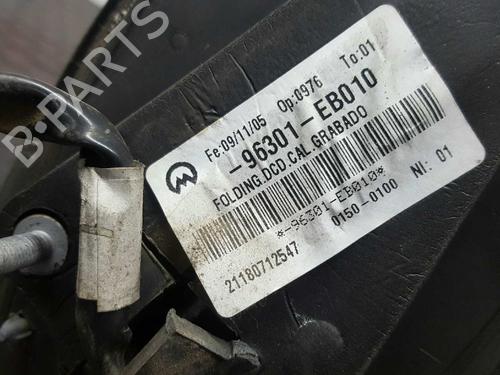 B-PARTS
Fe:09/11/05 Op:0976 To:01
-96301-EB010
FOLDING.DCD.CAL.GRABADO
*-96301-EB010*
0150-0100 NI: 01
21180712547